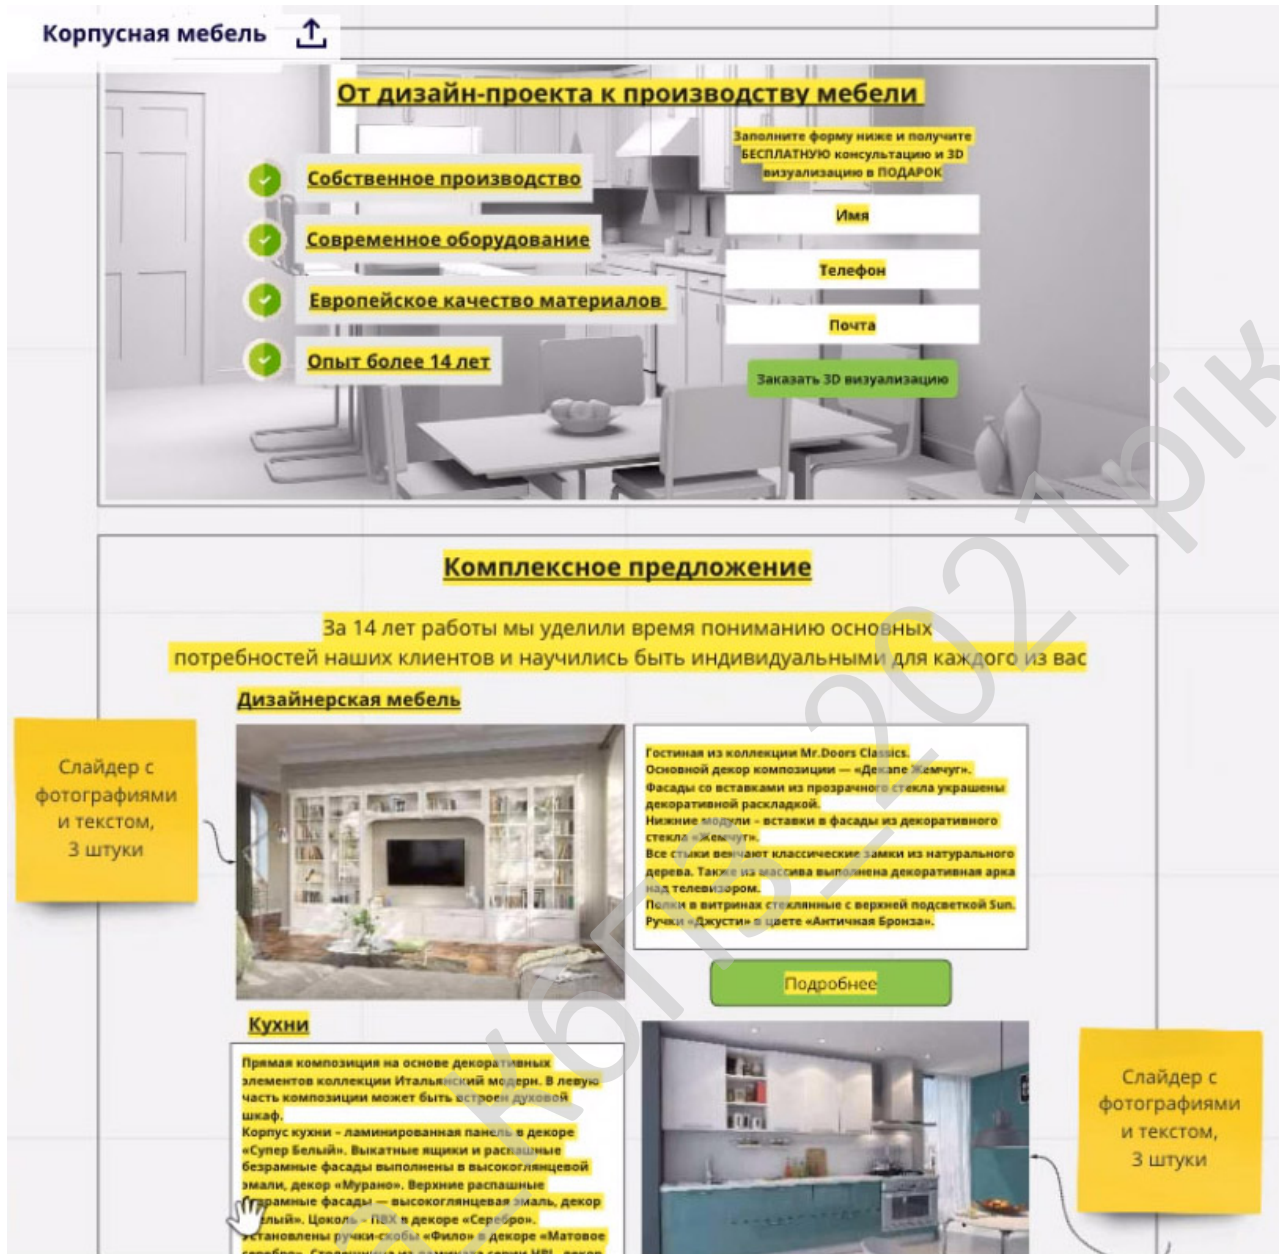 Корпусная мебель
От дизайн-проекта к производству мебели
Заполните форму ниже и получите
БЕСПЛАТНУЮ консультацию и 3D
визуализацию в ПОДАРОК
Собственное производство
Современное оборудование
Европейское качество материалов
Опыт более 14 лет
Имя
Телефон
Почта
Заказать 3D визуализацию
Комплексное предложение
За 14 лет работы мы уделили время пониманию основных
потребностей наших клиентов и научились быть индивидуальными для каждого из вас
Дизайнерская мебель
Слайдер с
фотографиями
и текстом,
3 штуки
Гостиная из коллекции Mr.Doors Classics.
Основной декор композиции — «Декапе Жемчуг».
Фасады со вставками из прозрачного стекла украшены
декоративной раскладкой.
Нижние модули – вставки в фасады из декоративного
стекла «Жемчуг».
Все стыки венчают классические замки из натурального
дерева. Также из массива выполнена декоративная арка
над телевизором.
Полки в витринах стеклянные с верхней подсветкой Sun.
Ручки «Джусти» в цвете «Античная Бронза».
Подробнее
Кухни
Прямая композиция на основе декоративных
элементов коллекции Итальянский модерн. В левую
часть композиции может быть встроен духовой
шкаф.
Корпус кухни – ламинированная панель в декоре
«Супер Белый». Выкатные ящики и распашные
безрамные фасады выполнены в высокоглянцевой
эмали, декор «Мурано». Верхние распашные
фасады — высокоглянцевая эмаль, декор
Цоколь – ПВХ в декоре «Серебро».
Установлены ручки-скобы «Фило» в декоре «Матовое
Слайдер с
фотографиями
и текстом,
3 штуки
КбПЗ_2021рік